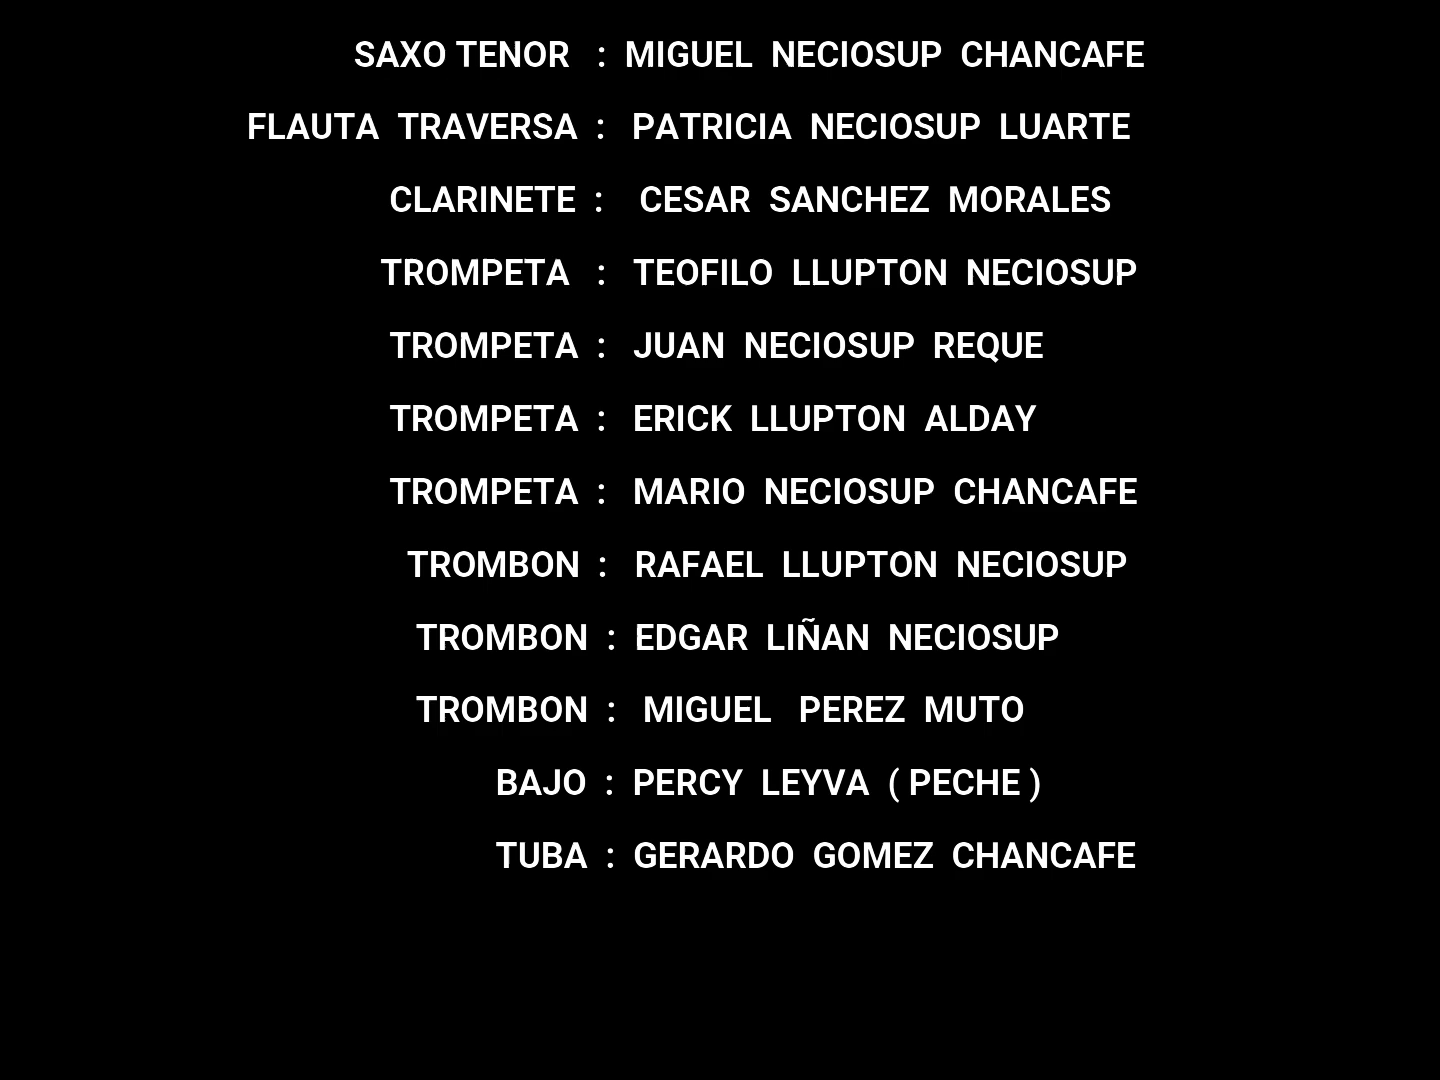 SAXO TENOR : MIGUEL NECIOSUP CHANCAFE
FLAUTA TRAVERSA : PATRICIA NECIOSUP LUARTE
CLARINETE : CESAR SANCHEZ MORALES
TROMPETA : TEOFILO LLUPTON NECIOSUP
TROMPETA : JUAN NECIOSUP REQUE
TROMPETA : ERICK LLUPTON ALDAY
TROMPETA : MARIO NECIOSUP CHANCAFE
TROMBON : RAFAEL LLUPTON NECIOSUP
TROMBON : EDGAR LIÑAN NECIOSUP
TROMBON : MIGUEL PEREZ MUTO
BAJO : PERCY LEYVA ( PECHE )
TUBA : GERARDO GOMEZ CHANCAFE